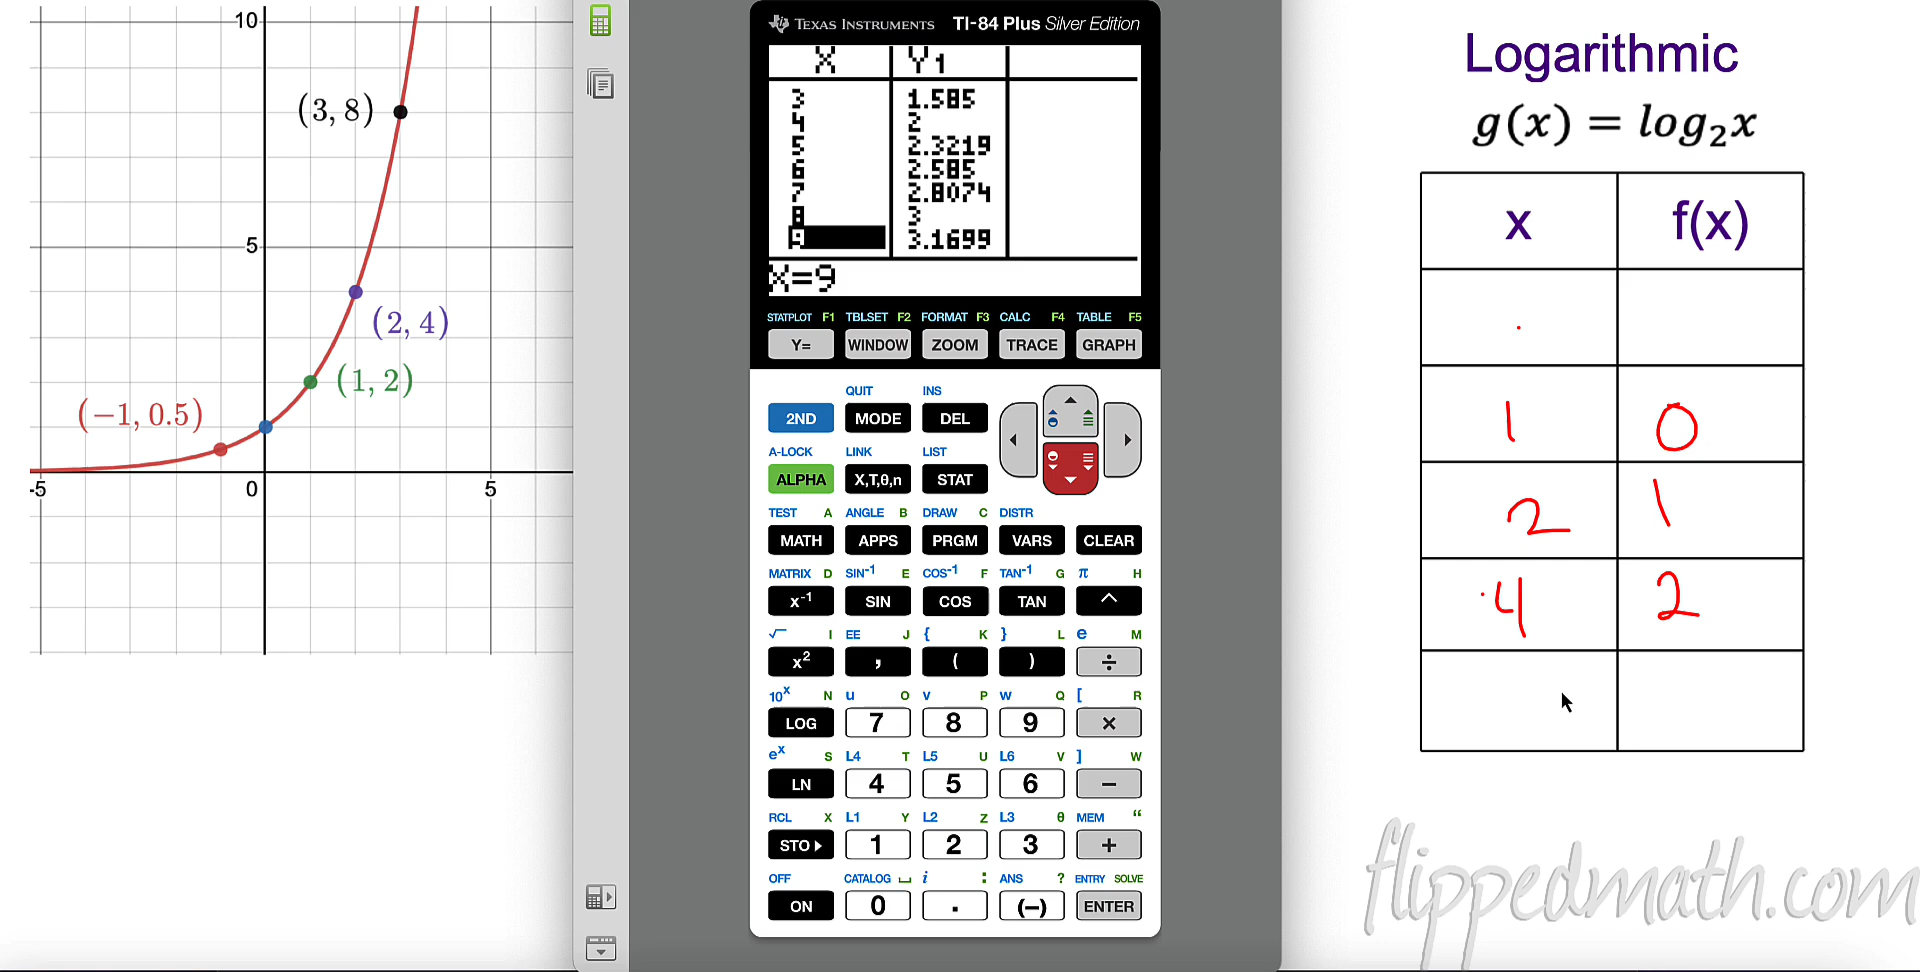 10
(3, 8)
5
(2, 4)
(1, 2)
(−1, 0.5)
-5 0 5
TEXAS INSTRUMENTS TI-84 Plus Silver Edition
X Y1
3 1.585
4 2
5 2.3219
6 2.585
7 2.8074
8 3
9 3.1699
X=9
STATPLOT F1 TBLSET F2 FORMAT F3 CALC F4 TABLE F5
Y= WINDOW ZOOM TRACE GRAPH
QUIT INS
2ND MODE DEL
A-LOCK LINK LIST
ALPHA X,T,θ,n STAT
TEST A ANGLE B DRAW C DISTR
MATH APPS PRGM VARS CLEAR
MATRIX D SIN⁻¹ E COS⁻¹ F TAN⁻¹ G π H
x⁻¹ SIN COS TAN ^
√ I EE J { K } L e M
x² , ( ) ÷
10ˣ N u O v P w Q [ R
LOG 7 8 9 ×
eˣ S L4 T L5 U L6 V ] W
LN 4 5 6 −
RCL X L1 Y L2 Z L3 θ MEM “
STO▸ 1 2 3 +
OFF CATALOG ⎵ i : ANS ? ENTRY SOLVE
ON 0 . (−) ENTER
Logarithmic
g(x) = log₂x
x f(x)
1 0
2 1
4 2
flippedmath.com